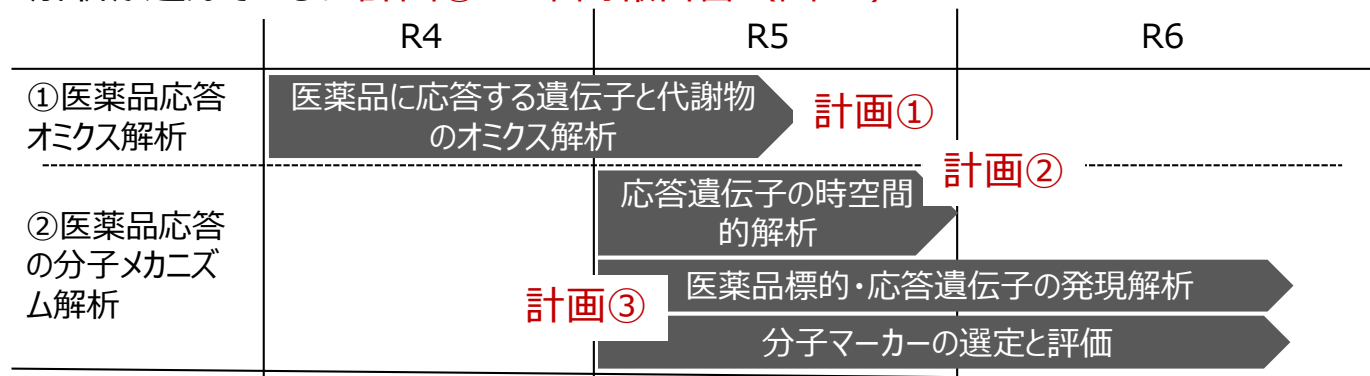 R4
R5
R6
①医薬品応答
オミクス解析
医薬品に応答する遺伝子と代謝物
のオミクス解析
計画①
計画②
②医薬品応答
の分子メカニズ
ム解析
応答遺伝子の時空間
的解析
計画③
医薬品標的・応答遺伝子の発現解析
分子マーカーの選定と評価